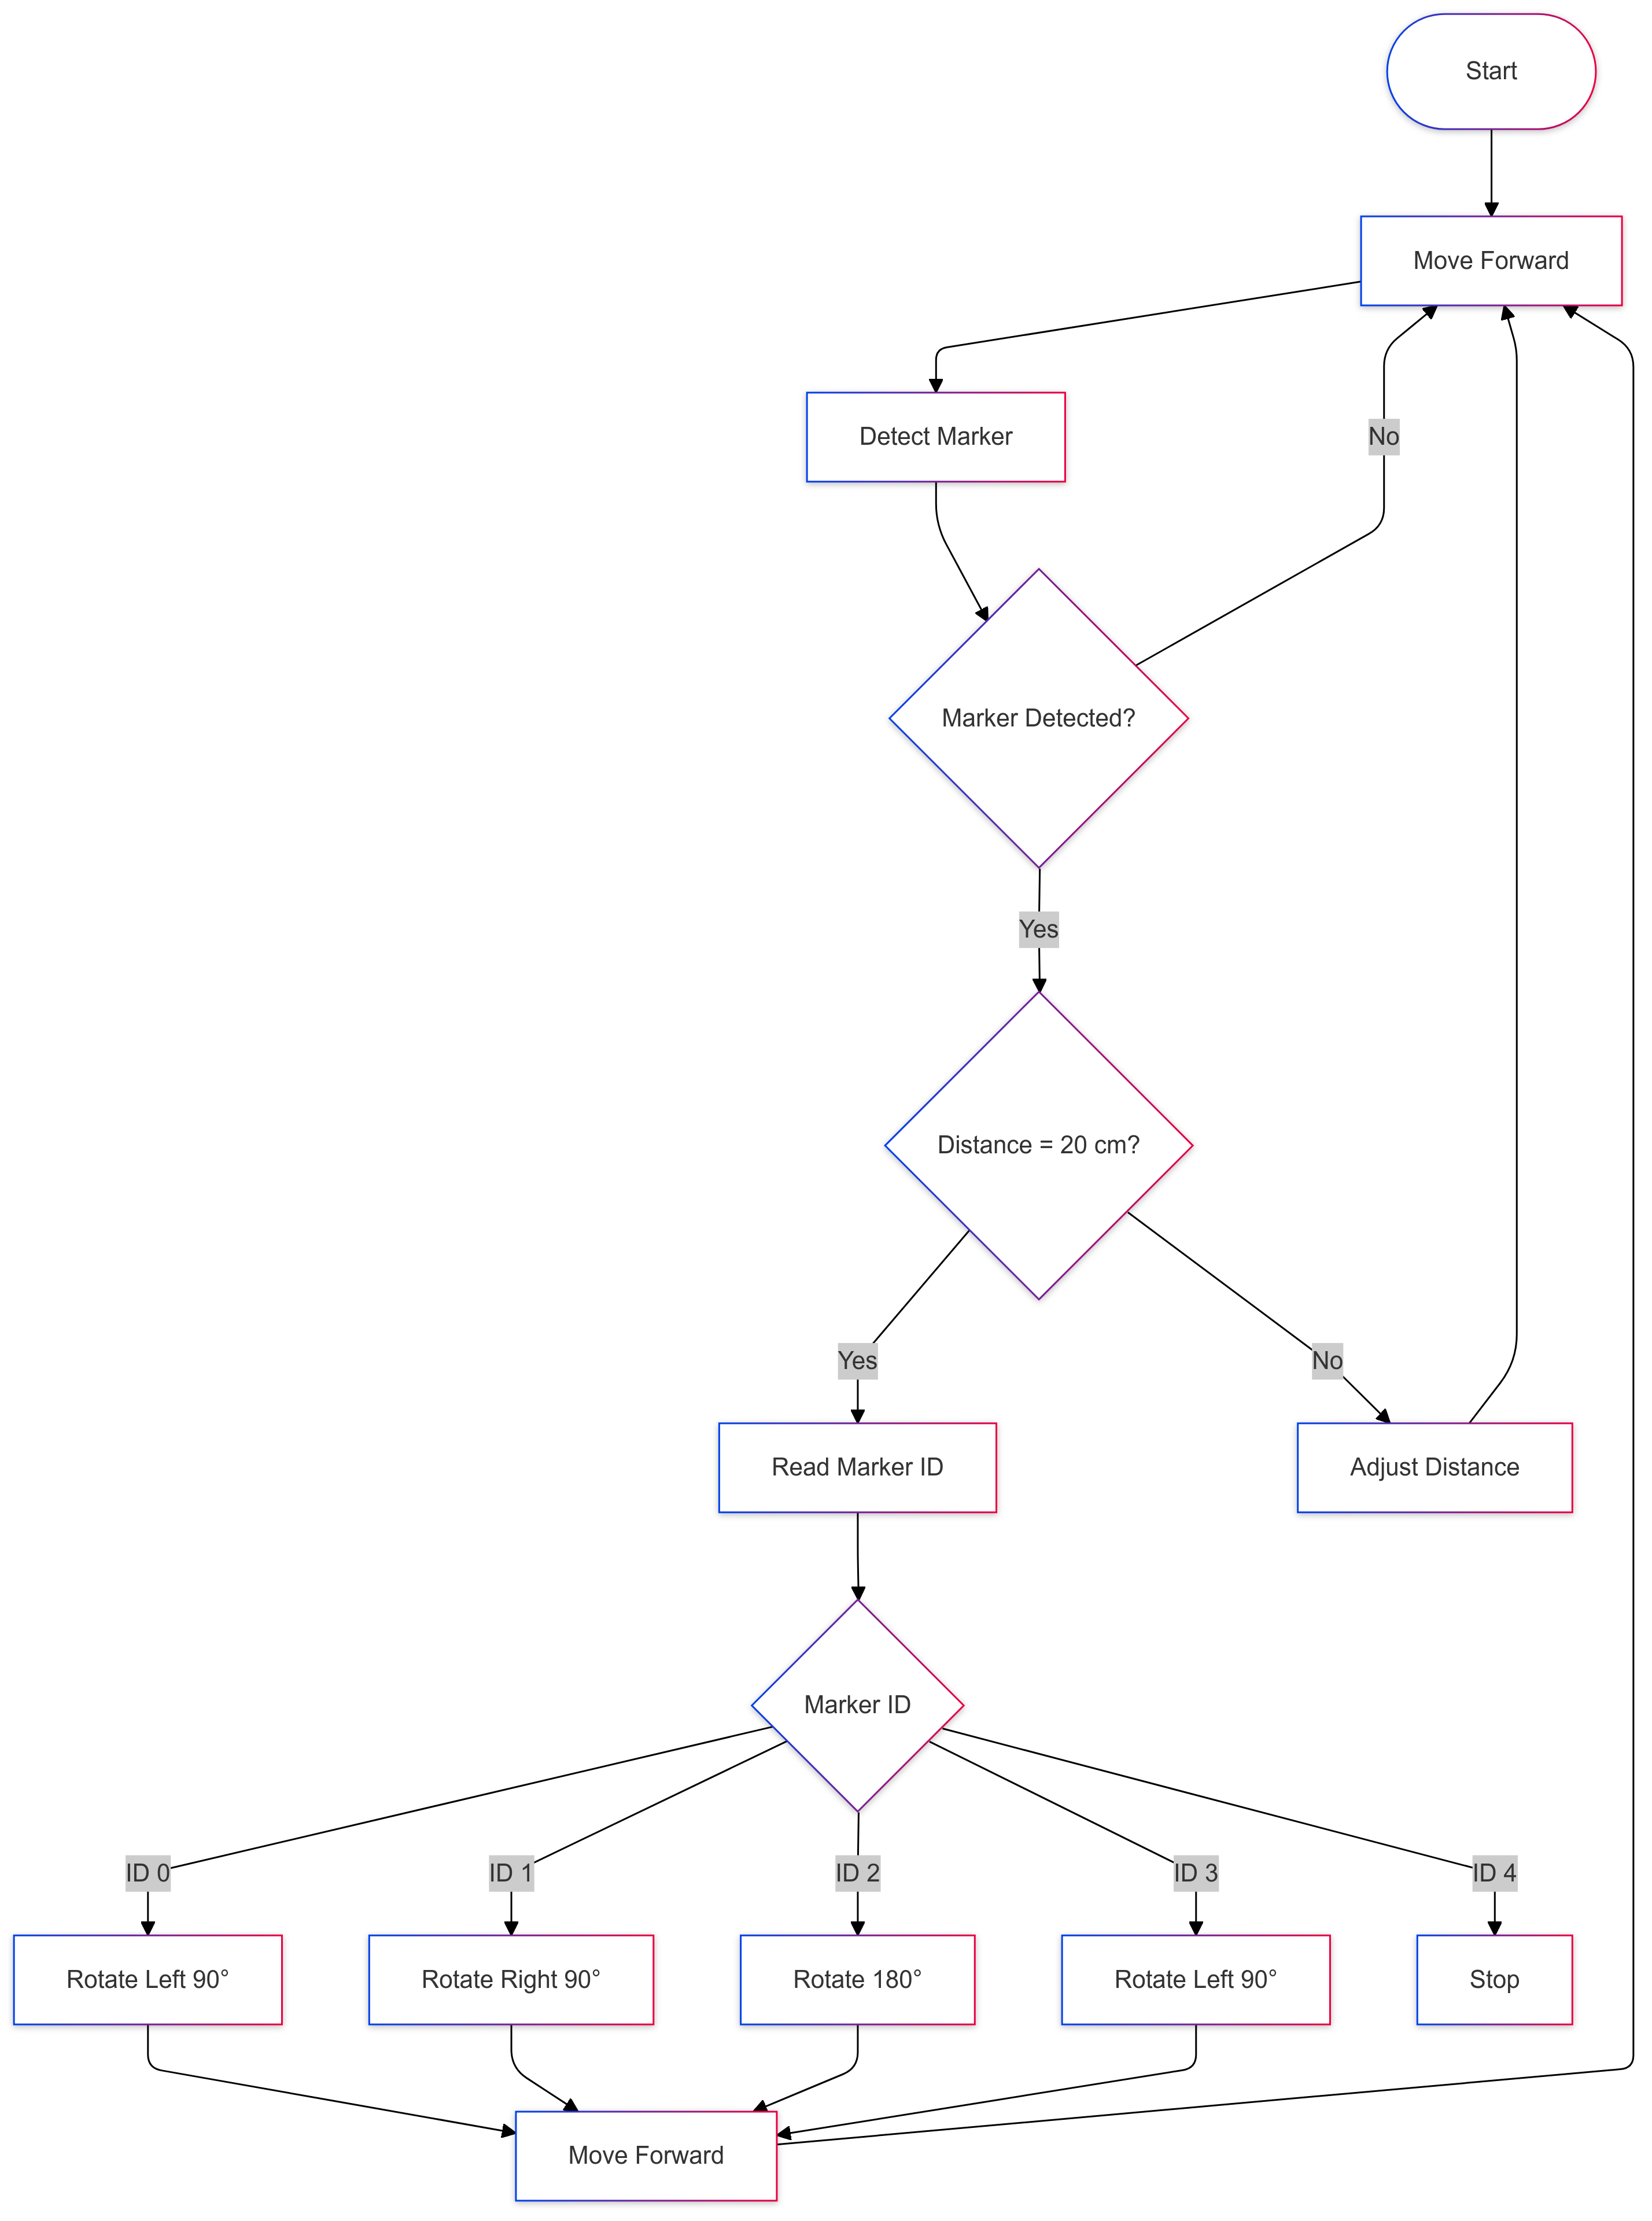 Start
Move Forward
Detect Marker
No
Marker Detected?
Yes
Distance = 20 cm?
Yes
No
Read Marker ID
Adjust Distance
Marker ID
ID 0
ID 1
ID 2
ID 3
ID 4
Rotate Left 90°
Rotate Right 90°
Rotate 180°
Rotate Left 90°
Stop
Move Forward